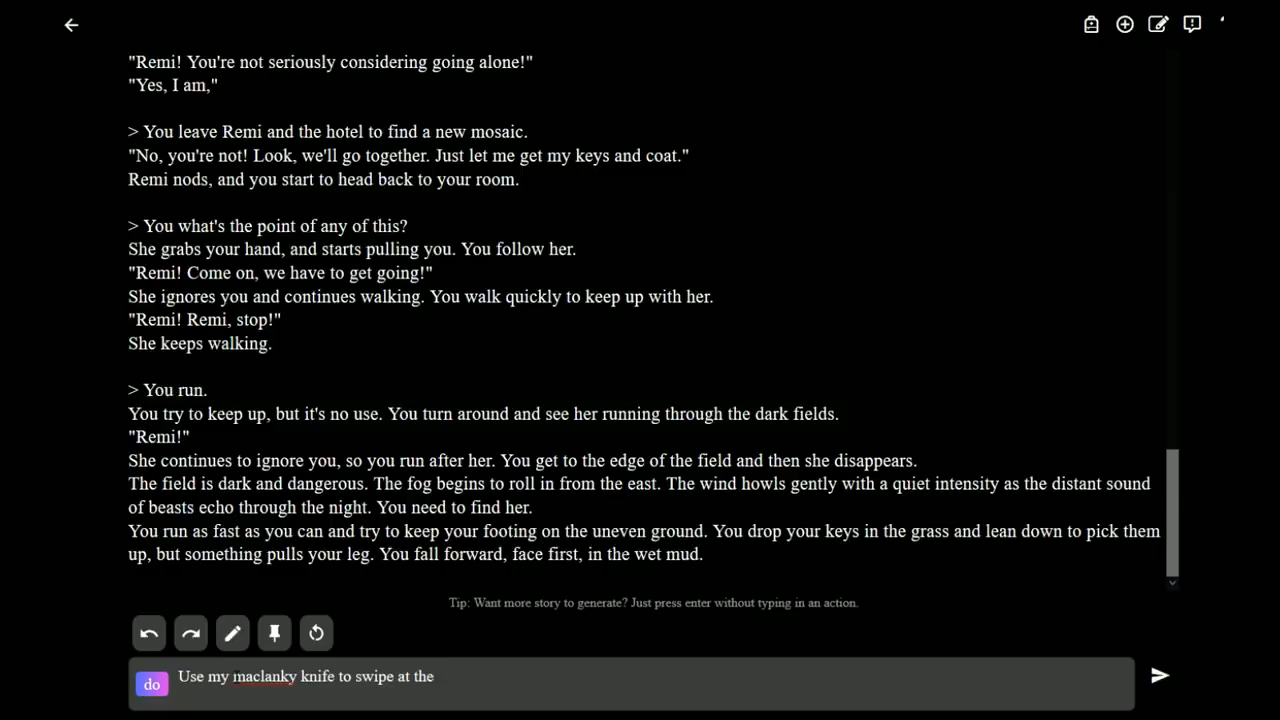 "Remi! You're not seriously considering going alone!"
"Yes, I am,"
> You leave Remi and the hotel to find a new mosaic.
"No, you're not! Look, we'll go together. Just let me get my keys and coat."
Remi nods, and you start to head back to your room.
> You what's the point of any of this?
She grabs your hand, and starts pulling you. You follow her.
"Remi! Come on, we have to get going!"
She ignores you and continues walking. You walk quickly to keep up with her.
"Remi! Remi, stop!"
She keeps walking.
> You run.
You try to keep up, but it's no use. You turn around and see her running through the dark fields.
"Remi!"
She continues to ignore you, so you run after her. You get to the edge of the field and then she disappears.
The field is dark and dangerous. The fog begins to roll in from the east. The wind howls gently with a quiet intensity as the distant sound
of beasts echo through the night. You need to find her.
You run as fast as you can and try to keep your footing on the uneven ground. You drop your keys in the grass and lean down to pick them
up, but something pulls your leg. You fall forward, face first, in the wet mud.
Tip: Want more story to generate? Just press enter without typing in an action.
do Use my maclanky knife to swipe at the